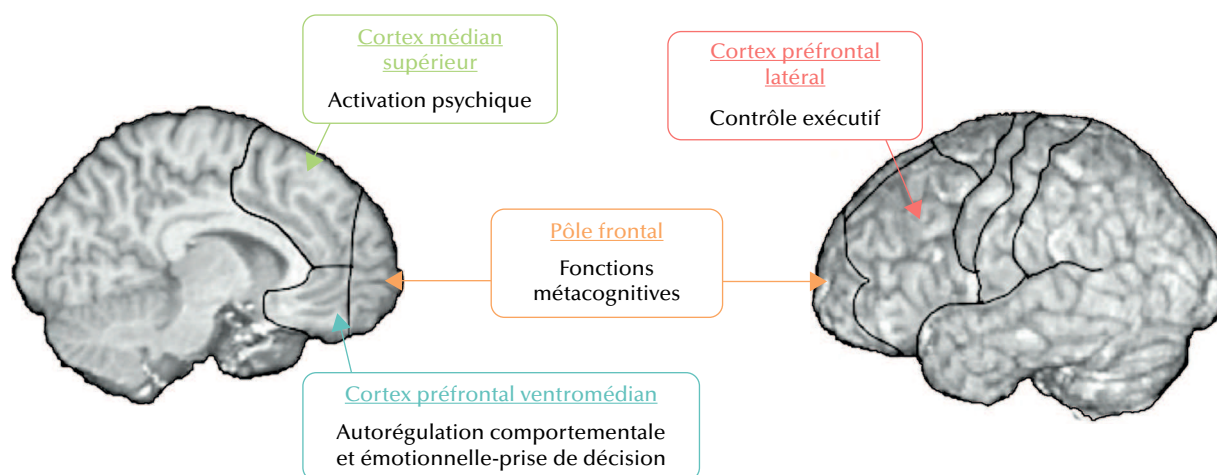 Cortex médian
supérieur
Activation psychique
Cortex préfrontal
latéral
Contrôle exécutif
Pôle frontal
Fonctions
métacognitives
Cortex préfrontal ventromédian
Autorégulation comportementale
et émotionnelle-prise de décision